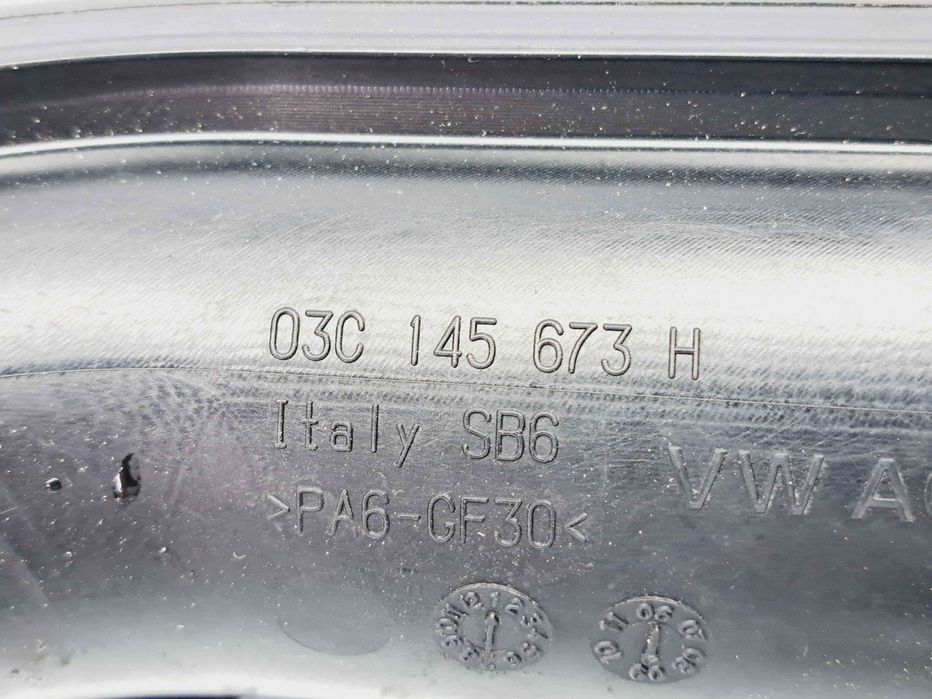 03C 145 673 H
Italy SB6
VW A
>PA6-GF30<